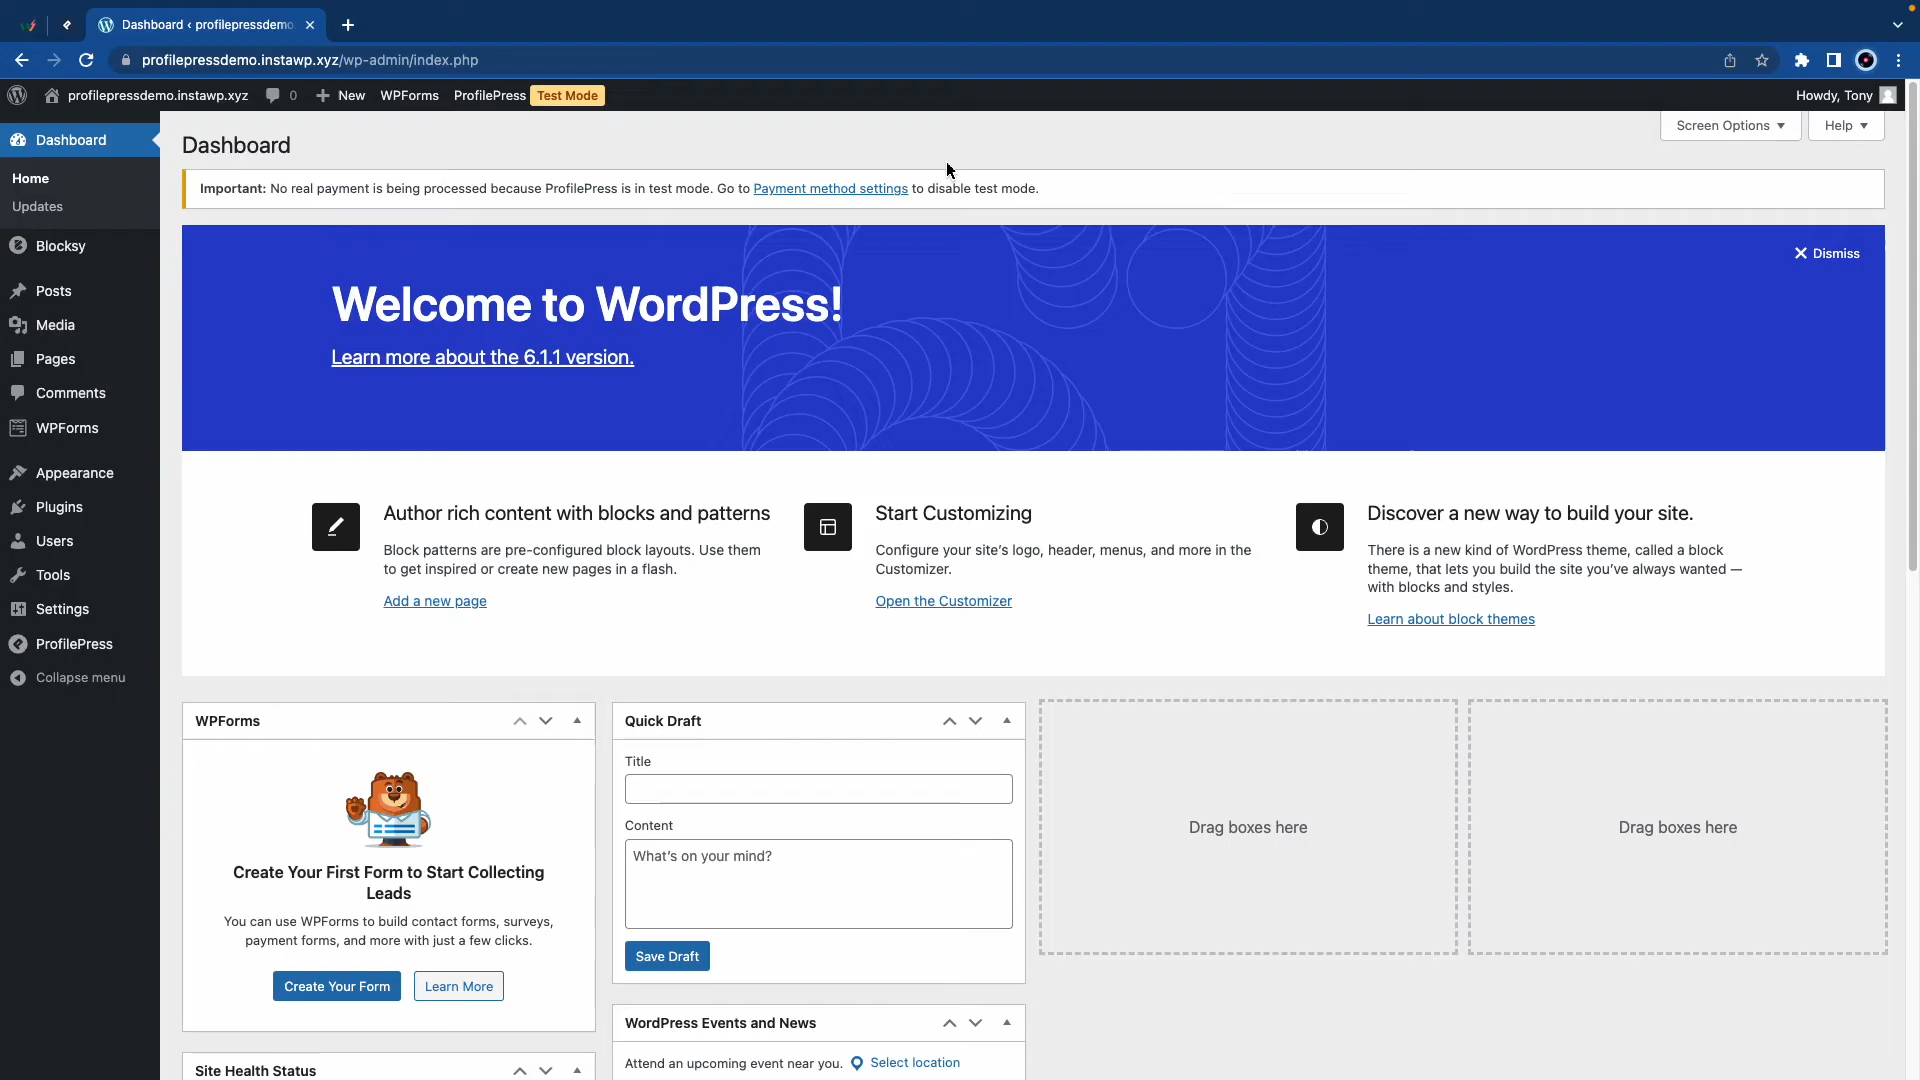 Dashboard ‹ profilepressdemo
profilepressdemo.instawp.xyz/wp-admin/index.php
profilepressdemo.instawp.xyz 0 New WPForms ProfilePress Test Mode Howdy, Tony
Dashboard
Home
Updates
Blocksy
Posts
Media
Pages
Comments
WPForms
Appearance
Plugins
Users
Tools
Settings
ProfilePress
Collapse menu
Screen Options Help
Dashboard
Important: No real payment is being processed because ProfilePress is in test mode. Go to Payment method settings to disable test mode.
Dismiss
Welcome to WordPress!
Learn more about the 6.1.1 version.
Author rich content with blocks and patterns
Block patterns are pre-configured block layouts. Use them
to get inspired or create new pages in a flash.
Add a new page
Start Customizing
Configure your site's logo, header, menus, and more in the
Customizer.
Open the Customizer
Discover a new way to build your site.
There is a new kind of WordPress theme, called a block
theme, that lets you build the site you've always wanted —
with blocks and styles.
Learn about block themes
WPForms
Create Your First Form to Start Collecting
Leads
You can use WPForms to build contact forms, surveys,
payment forms, and more with just a few clicks.
Create Your Form Learn More
Site Health Status
Quick Draft
Title
Content
What's on your mind?
Save Draft
WordPress Events and News
Attend an upcoming event near you. Select location
Drag boxes here
Drag boxes here